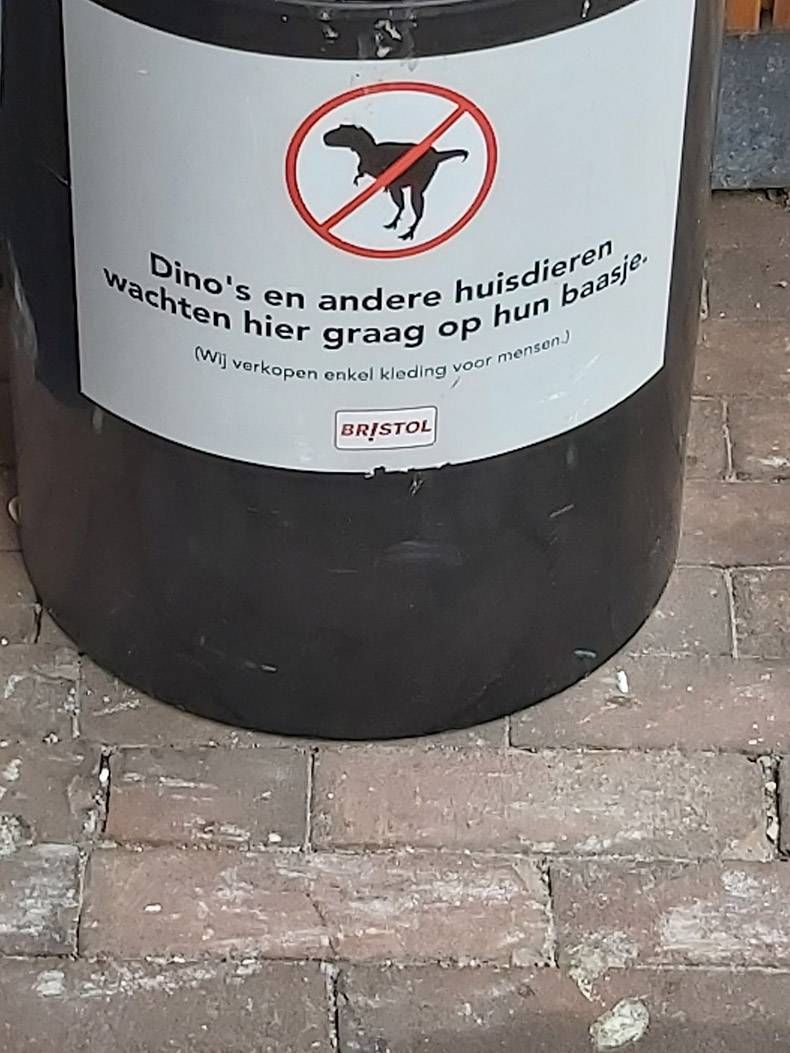 Dino's en andere huisdieren
wachten hier graag op hun baasje.
(Wij verkopen enkel kleding voor mensen.)
BRISTOL